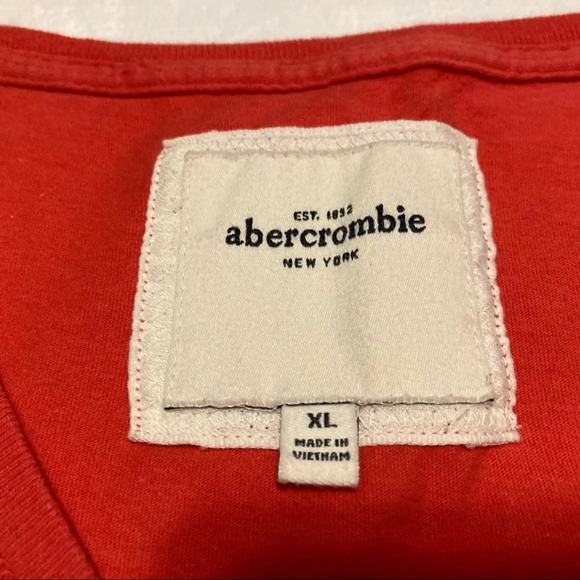 EST. 1892
abercrombie
NEW YORK
XL
MADE IN
VIETNAM